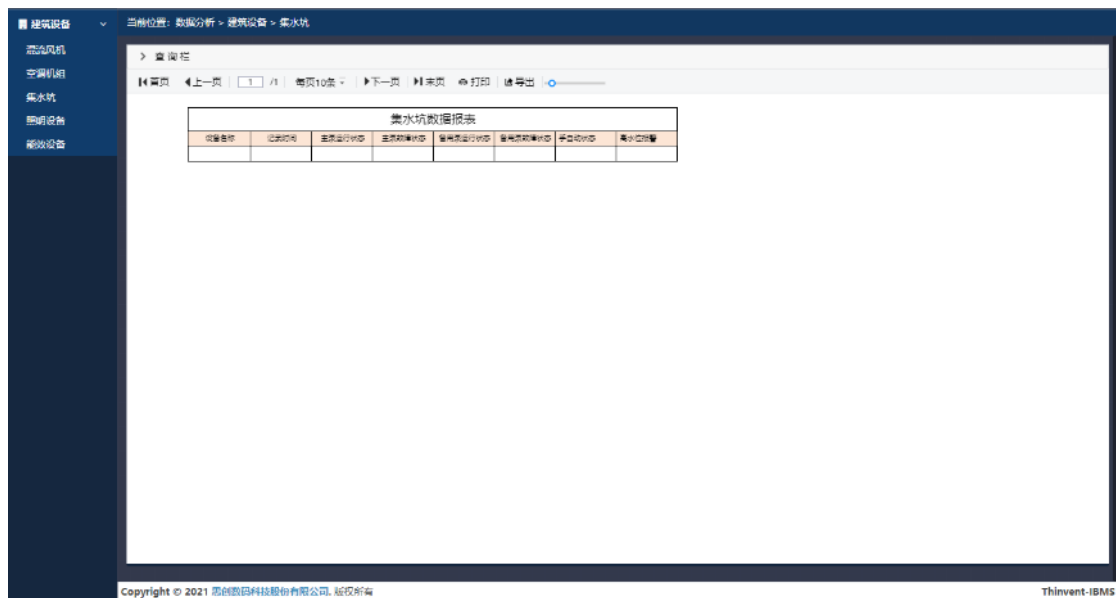 建筑设备
当前位置：数据分析 > 建筑设备 > 集水坑
混流风机
空调机组
集水坑
照明设备
能效设备
查询栏
首页 上一页 1 /1 每页10条 下一页 末页 打印 导出
集水坑数据报表
设备名称 记录时间 主泵运行状态 主泵故障状态 备用泵运行状态 备用泵故障状态 手自动状态 集水位报警
Copyright © 2021 思创数码科技股份有限公司. 版权所有
Thinvent-IBMS